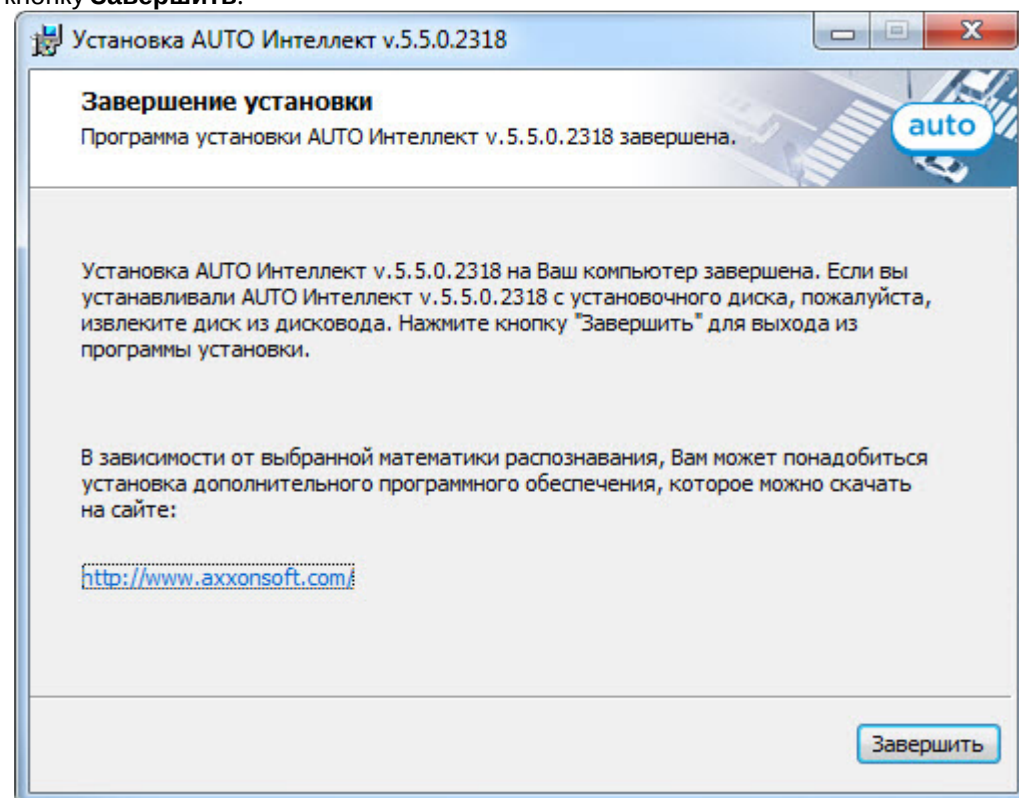 кнопку Завершить.
Установка AUTO Интеллект v.5.5.0.2318
Завершение установки
Программа установки AUTO Интеллект v.5.5.0.2318 завершена.
auto
Установка AUTO Интеллект v.5.5.0.2318 на Ваш компьютер завершена. Если вы
устанавливали AUTO Интеллект v.5.5.0.2318 с установочного диска, пожалуйста,
извлеките диск из дисковода. Нажмите кнопку "Завершить" для выхода из
программы установки.
В зависимости от выбранной математики распознавания, Вам может понадобиться
установка дополнительного программного обеспечения, которое можно скачать
на сайте:
http://www.axxonsoft.com/
Завершить